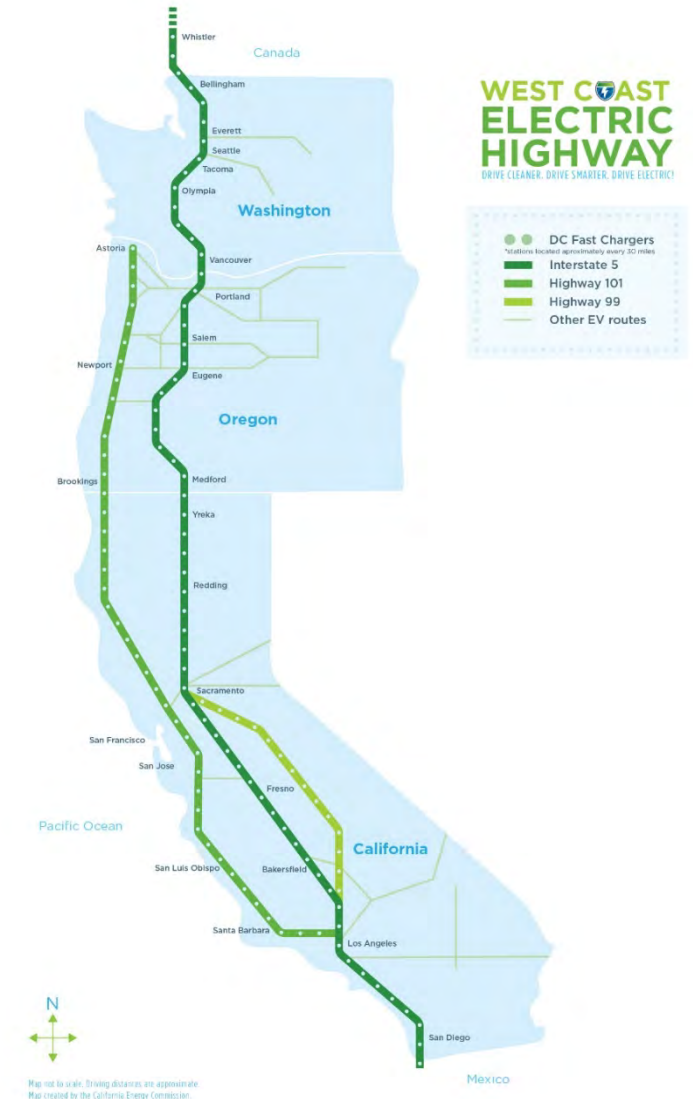 Whistler
Canada
Bellingham
WEST COAST
ELECTRIC
HIGHWAY
DRIVE CLEANER. DRIVE SMARTER. DRIVE ELECTRIC!
Everett
Seattle
Tacoma
Olympia
Washington
DC Fast Chargers
*stations located aproximately every 30 miles
Interstate 5
Highway 101
Highway 99
Other EV routes
Astoria
Vancouver
Portland
Salem
Newport
Eugene
Oregon
Brookings
Medford
Yreka
Redding
Sacramento
San Francisco
San Jose
Fresno
Pacific Ocean
California
San Luis Obispo
Bakersfield
Santa Barbara
Los Angeles
N
San Diego
Mexico
Map not to scale. Driving distances are approximate.
Map created by the California Energy Commission.